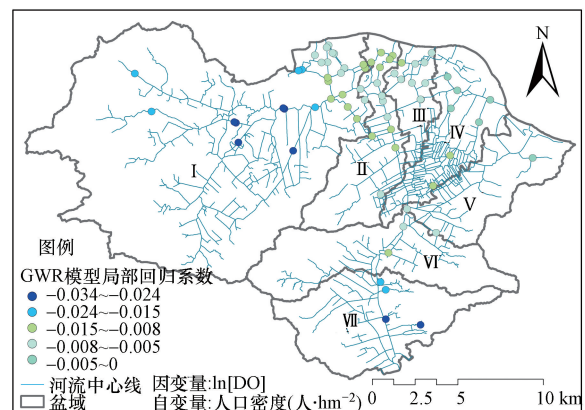 N
I
II
III
IV
V
VI
VII
图例
GWR模型局部回归系数
-0.034~-0.024
-0.024~-0.015
-0.015~-0.008
-0.008~-0.005
-0.005~0
河流中心线 因变量:ln[DO]
盆域 自变量:人口密度(人·hm⁻²)
0 2.5 5 10 km